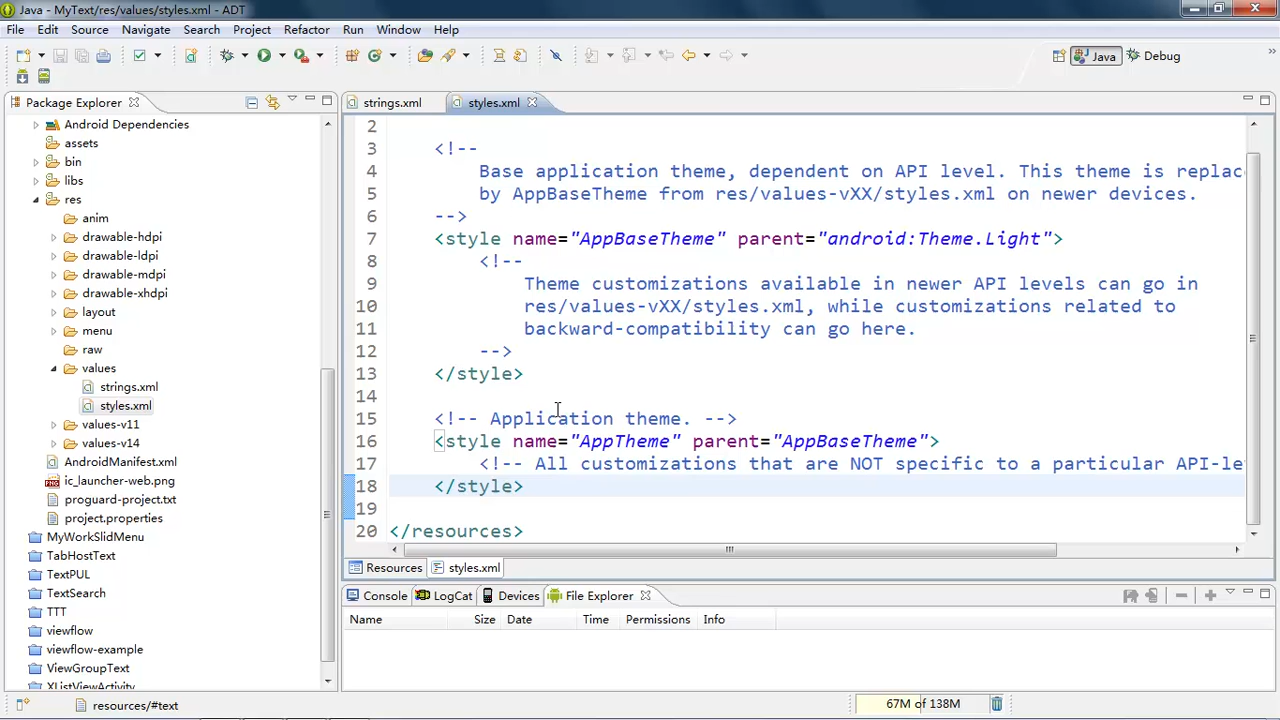 Java - MyText/res/values/styles.xml - ADT
File Edit Source Navigate Search Project Refactor Run Window Help
Java Debug
Package Explorer
Android Dependencies
assets
bin
libs
res
anim
drawable-hdpi
drawable-ldpi
drawable-mdpi
drawable-xhdpi
layout
menu
raw
values
strings.xml
styles.xml
values-v11
values-v14
AndroidManifest.xml
ic_launcher-web.png
proguard-project.txt
project.properties
MyWorkSlidMenu
TabHostText
TextPUL
TextSearch
TTT
viewflow
viewflow-example
ViewGroupText
XListViewActivity
strings.xml styles.xml
2
3 <!--
4 Base application theme, dependent on API level. This theme is replac
5 by AppBaseTheme from res/values-vXX/styles.xml on newer devices.
6 -->
7 <style name="AppBaseTheme" parent="android:Theme.Light">
8 <!--
9 Theme customizations available in newer API levels can go in
10 res/values-vXX/styles.xml, while customizations related to
11 backward-compatibility can go here.
12 -->
13 </style>
14
15 <!-- Application theme. -->
16 <style name="AppTheme" parent="AppBaseTheme">
17 <!-- All customizations that are NOT specific to a particular API-le
18 </style>
19
20 </resources>
Resources styles.xml
Console LogCat Devices File Explorer
Name Size Date Time Permissions Info
resources/#text
67M of 138M